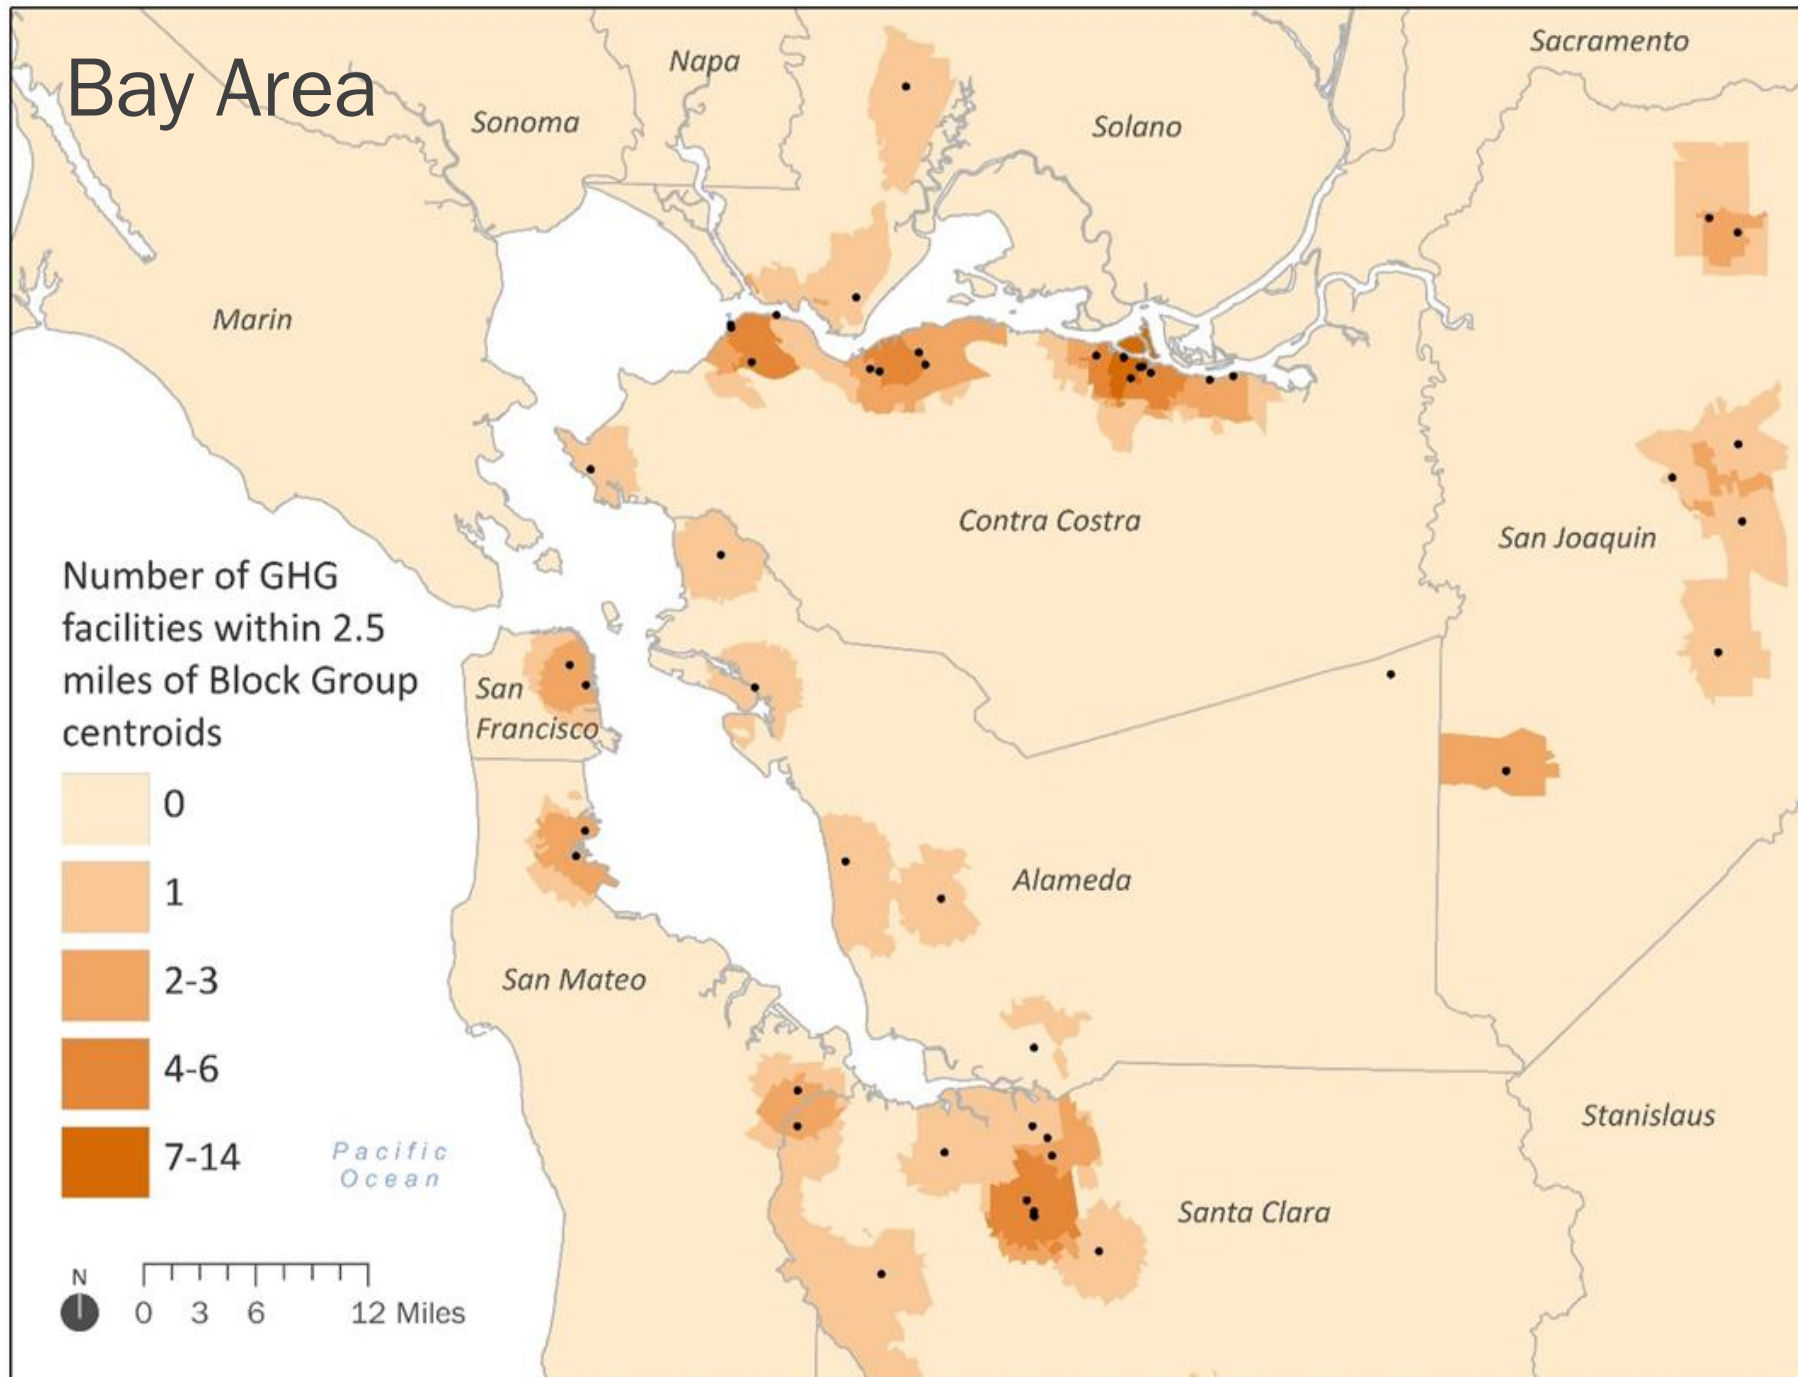 Bay Area
Napa
Sonoma
Solano
Sacramento
Marin
Contra Costra
San Joaquin
Number of GHG
facilities within 2.5
miles of Block Group
centroids
San
Francisco
0
1
2-3
4-6
7-14
Alameda
San Mateo
Pacific
Ocean
Stanislaus
Santa Clara
N
0 3 6 12 Miles